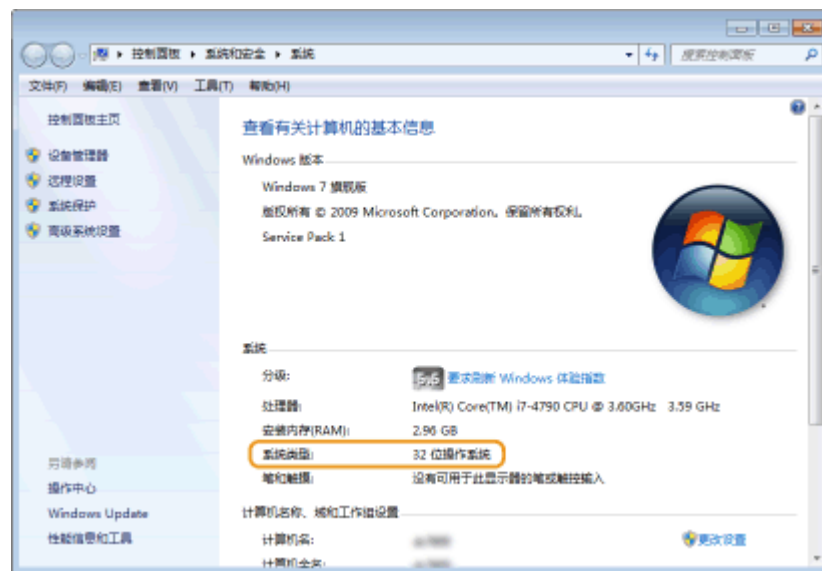 控制面板 ▸ 系统和安全 ▸ 系统
搜索控制面板
文件(F) 编辑(E) 查看(V) 工具(T) 帮助(H)
控制面板主页
设备管理器
远程设置
系统保护
高级系统设置
另请参阅
操作中心
Windows Update
性能信息和工具
查看有关计算机的基本信息
Windows 版本
Windows 7 旗舰版
版权所有 © 2009 Microsoft Corporation。保留所有权利。
Service Pack 1
系统
分级: 5.6 要求刷新 Windows 体验指数
处理器: Intel(R) Core(TM) i7-4790 CPU @ 3.60GHz 3.59 GHz
安装内存(RAM): 2.96 GB
系统类型: 32 位操作系统
笔和触摸: 没有可用于此显示器的笔或触控输入
计算机名称、域和工作组设置
计算机名: 更改设置
计算机全名: